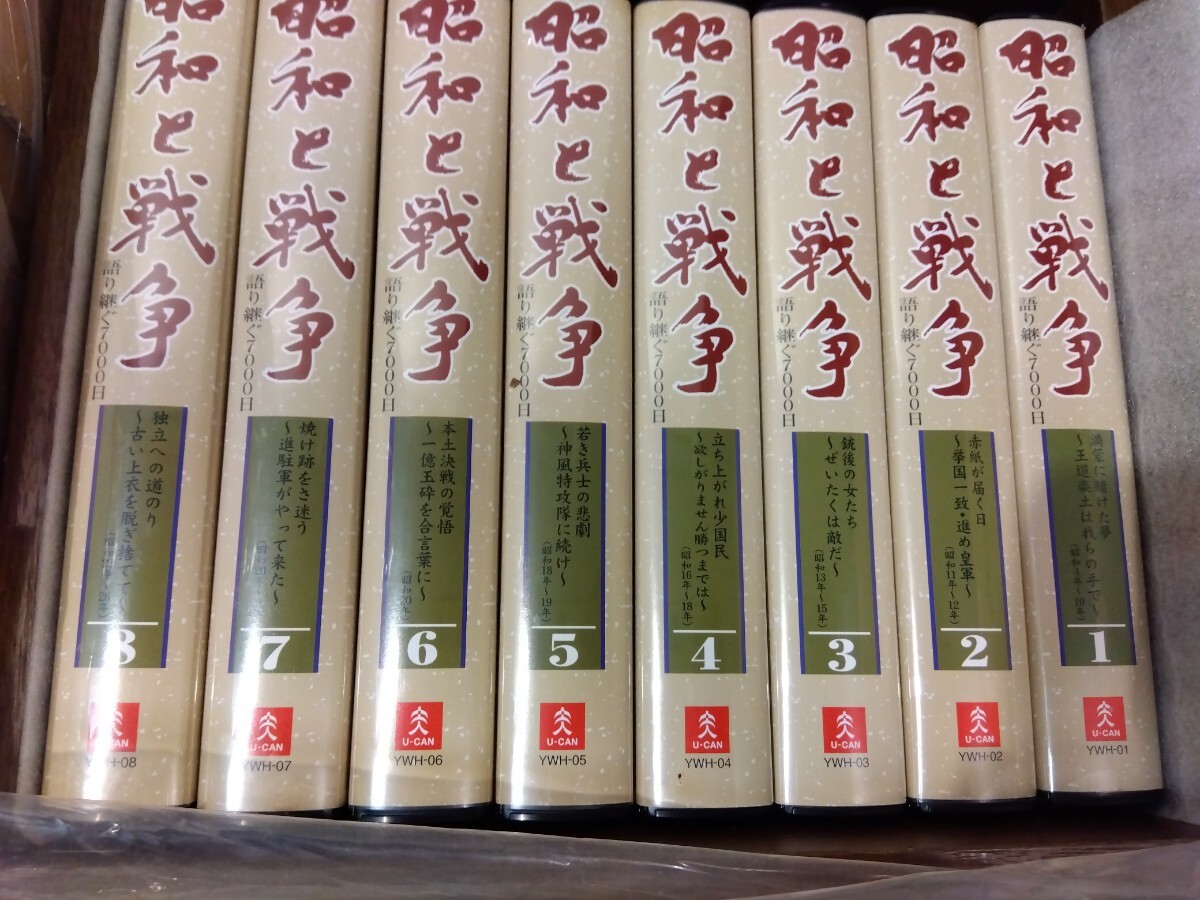 昭和と戦争
語り継ぐ7000日
満蒙に賭けた夢
～王道楽土は我らの手で～
1
U-CAN
YWH-01
昭和と戦争
語り継ぐ7000日
赤紙が届く日
～挙国一致・進め皇軍～
(昭和11年～12年)
2
U-CAN
YWH-02
昭和と戦争
語り継ぐ7000日
銃後の女たち
～ぜいたくは敵だ～
(昭和13年～15年)
3
U-CAN
YWH-03
昭和と戦争
語り継ぐ7000日
立ち上がれ少国民
～欲しがりません勝つまでは～
(昭和16年～18年)
4
U-CAN
YWH-04
昭和と戦争
語り継ぐ7000日
若き兵士の悲劇
～神風特攻隊に続け～
(昭和18年～19年)
5
U-CAN
YWH-05
昭和と戦争
語り継ぐ7000日
本土決戦の覚悟
～一億玉砕を合言葉に～
(昭和20年)
6
U-CAN
YWH-06
昭和と戦争
語り継ぐ7000日
焼け跡をさ迷う
～進駐軍がやって来た～
7
U-CAN
YWH-07
昭和と戦争
語り継ぐ7000日
独立への道のり
～古い上衣を脱ぎ捨てて～
8
U-CAN
YWH-08